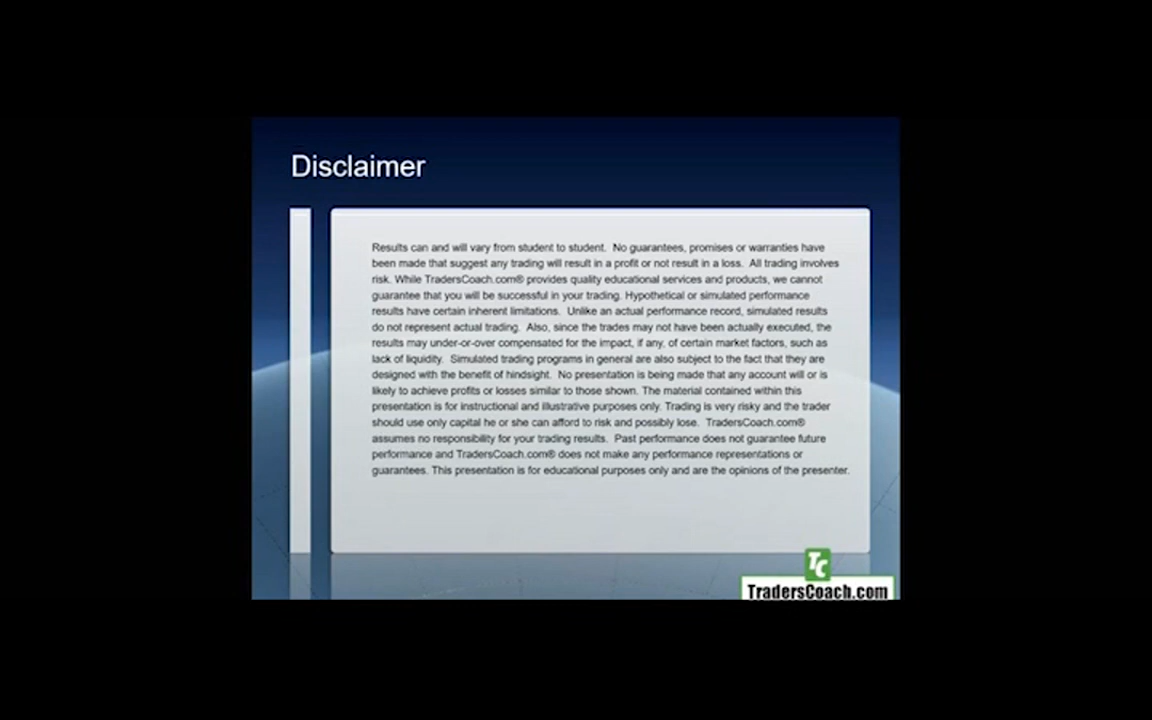 Disclaimer
Results can and will vary from student to student.  No guarantees, promises or warranties have
been made that suggest any trading will result in a profit or not result in a loss.  All trading involves
risk. While TradersCoach.com® provides quality educational services and products, we cannot
guarantee that you will be successful in your trading. Hypothetical or simulated performance
results have certain inherent limitations.  Unlike an actual performance record, simulated results
do not represent actual trading.  Also, since the trades may not have been actually executed, the
results may under-or-over compensated for the impact, if any, of certain market factors, such as
lack of liquidity.  Simulated trading programs in general are also subject to the fact that they are
designed with the benefit of hindsight.  No presentation is being made that any account will or is
likely to achieve profits or losses similar to those shown. The material contained within this
presentation is for instructional and illustrative purposes only. Trading is very risky and the trader
should use only capital he or she can afford to risk and possibly lose.  TradersCoach.com®
assumes no responsibility for your trading results.  Past performance does not guarantee future
performance and TradersCoach.com® does not make any performance representations or
guarantees. This presentation is for educational purposes only and are the opinions of the presenter.
TC
TradersCoach.com